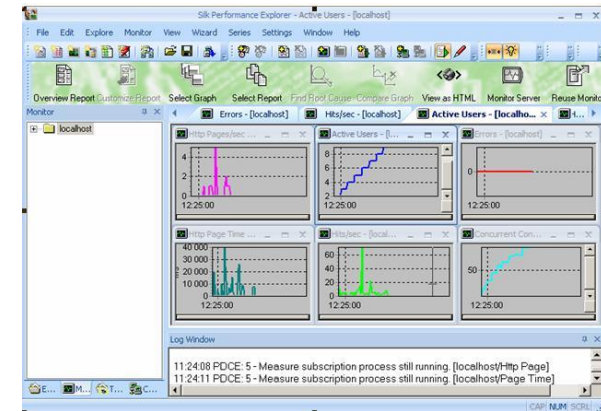 Silk Performance Explorer - Active Users - [localhost]
File Edit Explore Monitor View Wizard Series Settings Window Help
Overview Report Customize Report Select Graph Select Report Find Root Cause Compare Graph View as HTML Monitor Server Reuse Monito
Monitor
Errors - [localhost] Hits/sec - [localhost] Active Users - [localho...
localhost
Http Pages/sec ... Active Users - [l... Errors - [localhost]
4
2
0
12:25:00
8
6
4
2
12:25:00
0
12:25:00
Http Page Time ... Hits/sec - [local... Concurrent Con...
40 000
30 000
20 000
10 000
0
12:25:00
60
40
20
0
12:25:00
50
12:25:00
Log Window
11:24:08 PDCE: 5 - Measure subscription process still running. [localhost/Http Page]
11:24:11 PDCE: 5 - Measure subscription process still running. [localhost/Page Time]
E... M... T... C...
CAP NUM SCRL